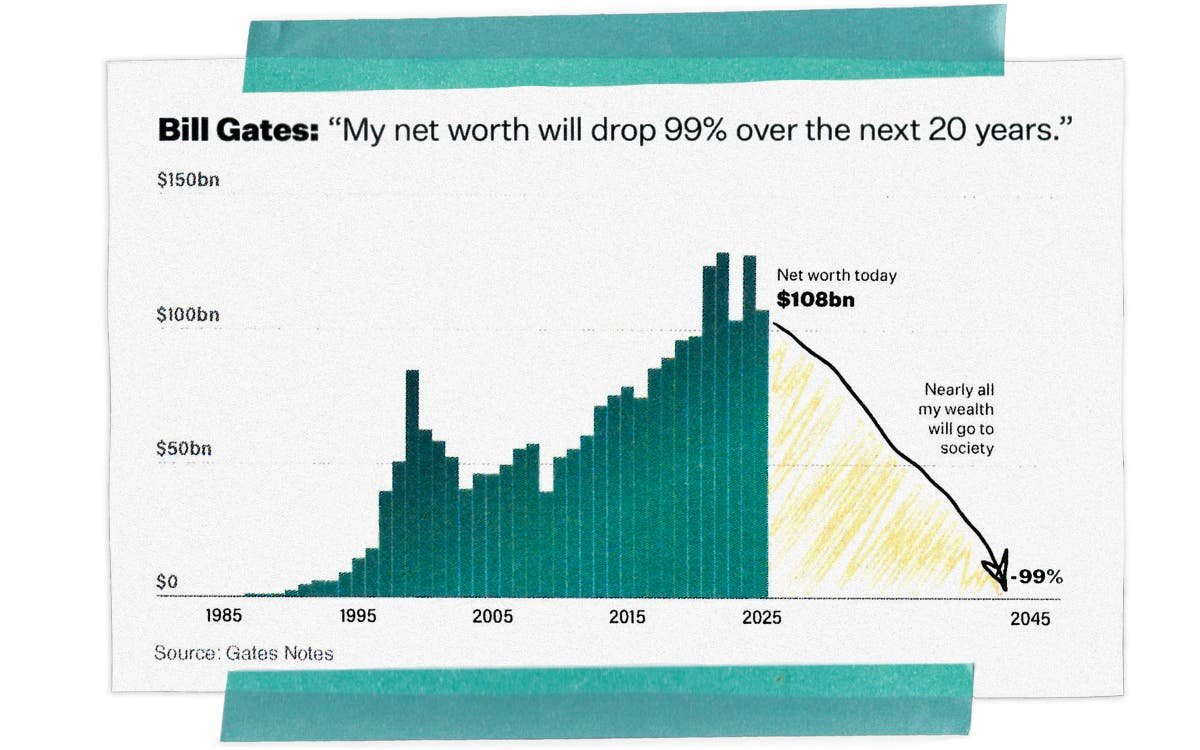 Bill Gates: “My net worth will drop 99% over the next 20 years.”
$150bn
Net worth today
$108bn
$100bn
Nearly all
my wealth
will go to
society
$50bn
$0
-99%
1985 1995 2005 2015 2025 2045
Source: Gates Notes